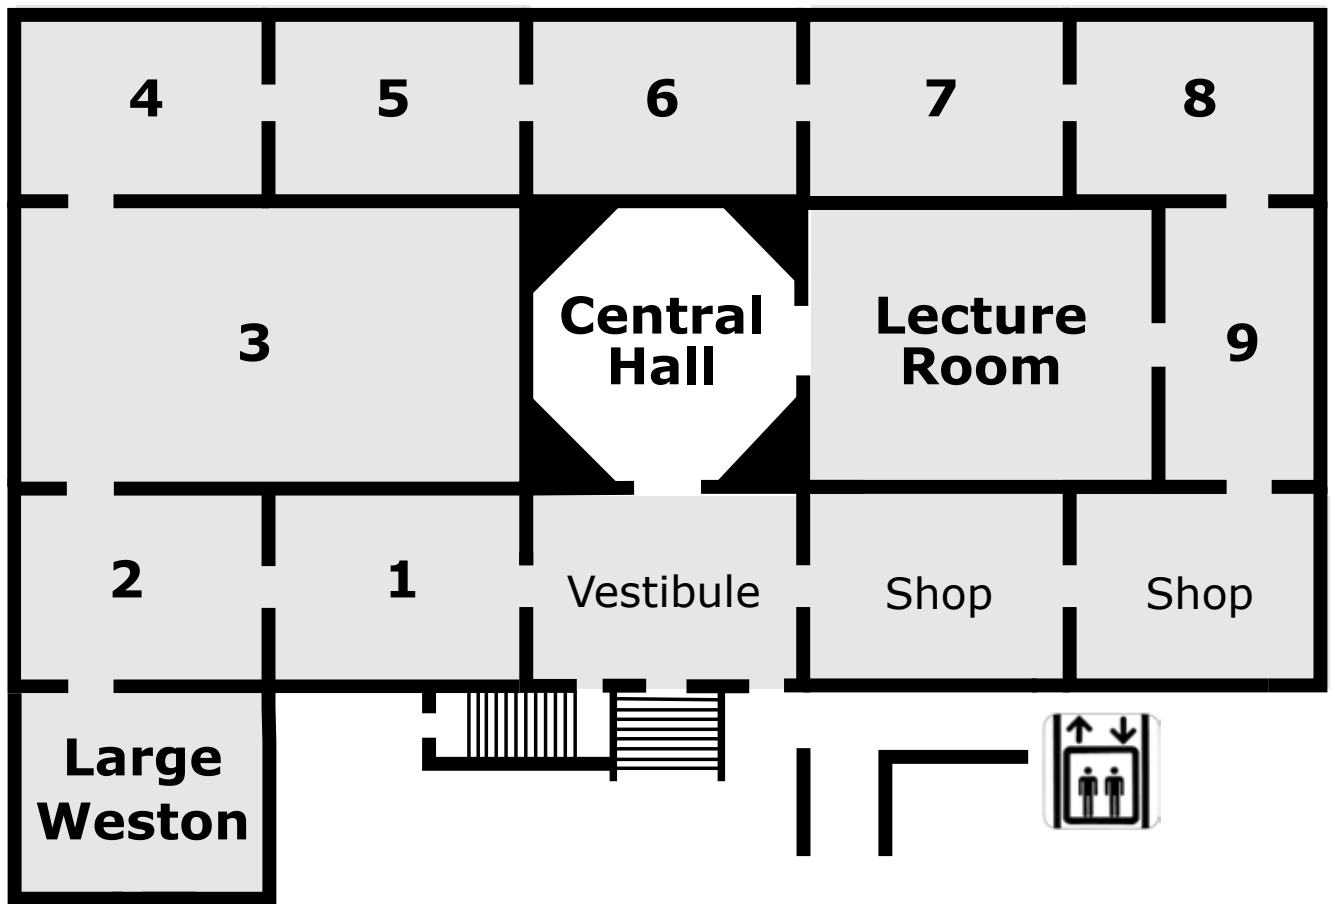 4
5
6
7
8
3
Central
Hall
Lecture
Room
9
2
1
Vestibule
Shop
Shop
Large
Weston